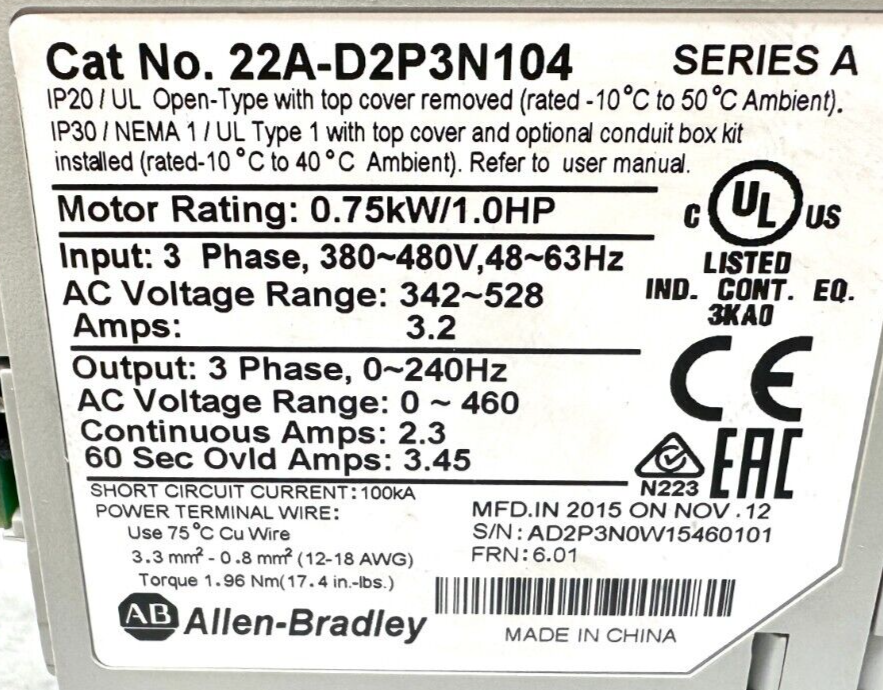 Cat No. 22A-D2P3N104 SERIES A
IP20 / UL Open-Type with top cover removed (rated -10°C to 50°C Ambient).
IP30 / NEMA 1 / UL Type 1 with top cover and optional conduit box kit
installed (rated-10 °C to 40 °C Ambient). Refer to user manual.
Motor Rating: 0.75kW/1.0HP
C UL US
LISTED
IND. CONT. EQ.
3KA0
Input: 3 Phase, 380~480V,48~63Hz
AC Voltage Range: 342~528
Amps: 3.2
CE
Output: 3 Phase, 0~240Hz
AC Voltage Range: 0 ~ 460
Continuous Amps: 2.3
60 Sec Ovld Amps: 3.45
N223
EAC
SHORT CIRCUIT CURRENT:100kA
POWER TERMINAL WIRE:
Use 75°C Cu Wire
3.3 mm² - 0.8 mm² (12-18 AWG)
Torque 1.96 Nm(17.4 in.-lbs.)
MFD.IN 2015 ON NOV .12
S/N: AD2P3N0W15460101
FRN:6.01
AB Allen-Bradley
MADE IN CHINA